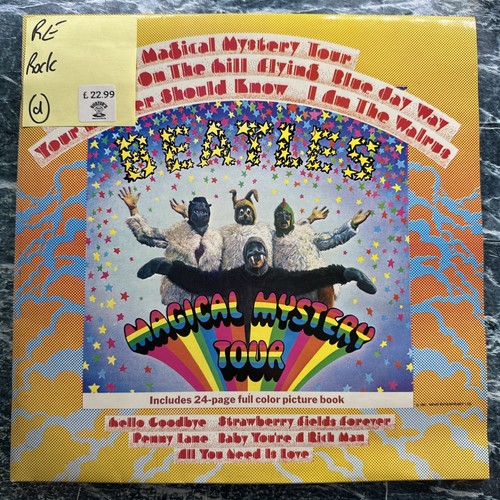 RE
Rock
(d)
£ 22.99
Magical Mystery Tour
On The Hill Flying Blue Jay Way
Your er Should Know I Am The Walrus
BEATLES
MAGICAL MYSTERY
TOUR
Includes 24-page full color picture book
Hello Goodbye Strawberry Fields Forever
Penny Lane Baby You're A Rich Man
All You Need Is Love